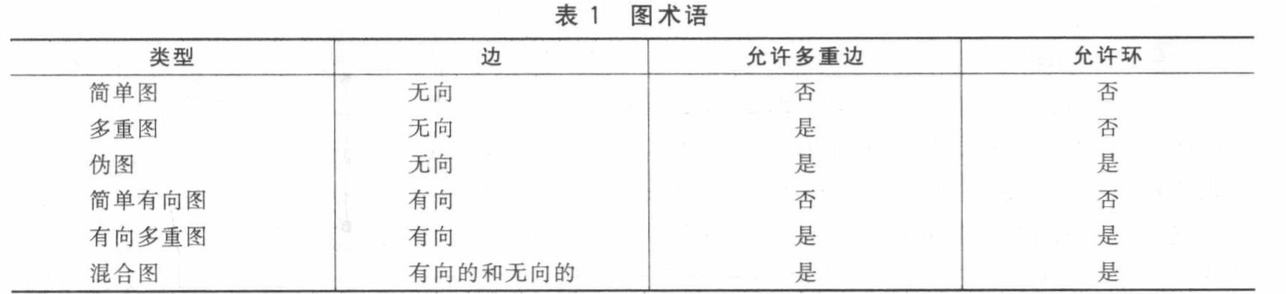 表 1 图术语
类型 边 允许多重边 允许环
简单图 无向 否 否
多重图 无向 是 否
伪图 无向 是 是
简单有向图 有向 否 否
有向多重图 有向 是 是
混合图 有向的和无向的 是 是